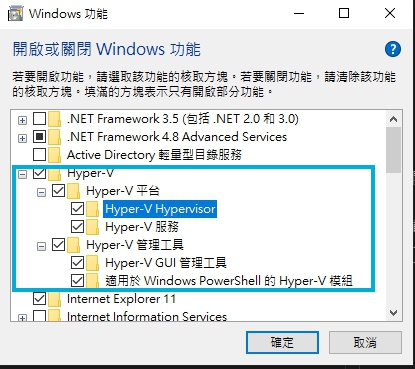 Windows 功能
開啟或關閉 Windows 功能
若要開啟功能，請選取該功能的核取方塊。若要關閉功能，請清除該功能
的核取方塊。填滿的方塊表示只有開啟部分功能。
.NET Framework 3.5 (包括 .NET 2.0 和 3.0)
.NET Framework 4.8 Advanced Services
Active Directory 輕量型目錄服務
Hyper-V
Hyper-V 平台
Hyper-V Hypervisor
Hyper-V 服務
Hyper-V 管理工具
Hyper-V GUI 管理工具
適用於 Windows PowerShell 的 Hyper-V 模組
Internet Explorer 11
Internet Information Services
確定
取消